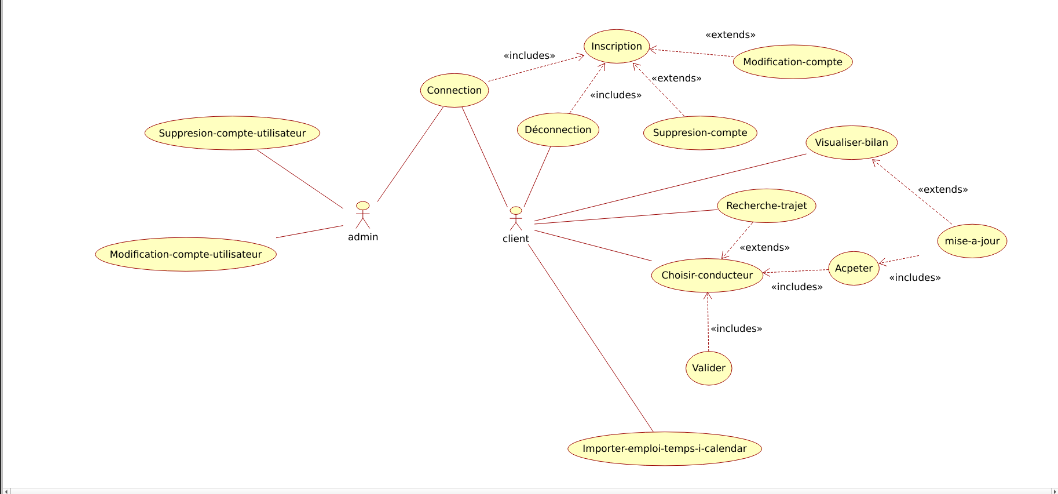 «extends»
Inscription
«includes»
Modification-compte
«extends»
Connection
«includes»
Déconnection
Suppresion-compte
Suppresion-compte-utilisateur
Visualiser-bilan
«extends»
Recherche-trajet
admin
client
mise-a-jour
«extends»
Modification-compte-utilisateur
Choisir-conducteur
Acpeter
«includes»
«includes»
«includes»
Valider
Importer-emploi-temps-i-calendar